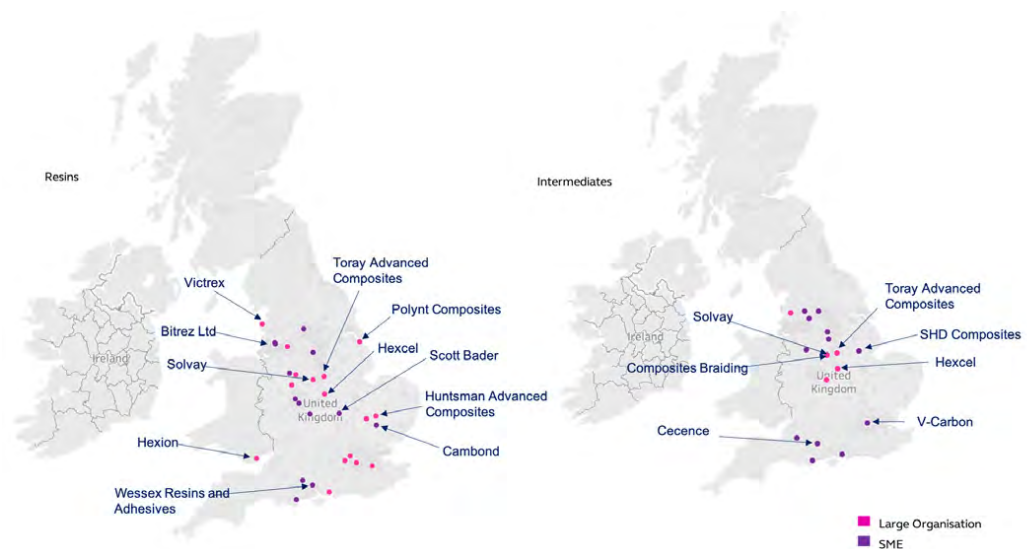 Resins
Toray Advanced
Composites
Victrex
Polynt Composites
Bitrez Ltd
Hexcel
Scott Bader
Solvay
Ireland
United
Kingdom
Huntsman Advanced
Composites
Cambond
Hexion
Wessex Resins and
Adhesives
Intermediates
Toray Advanced
Composites
Solvay
SHD Composites
Ireland
Composites Braiding
Hexcel
United
Kingdom
V-Carbon
Cecence
Large Organisation
SME